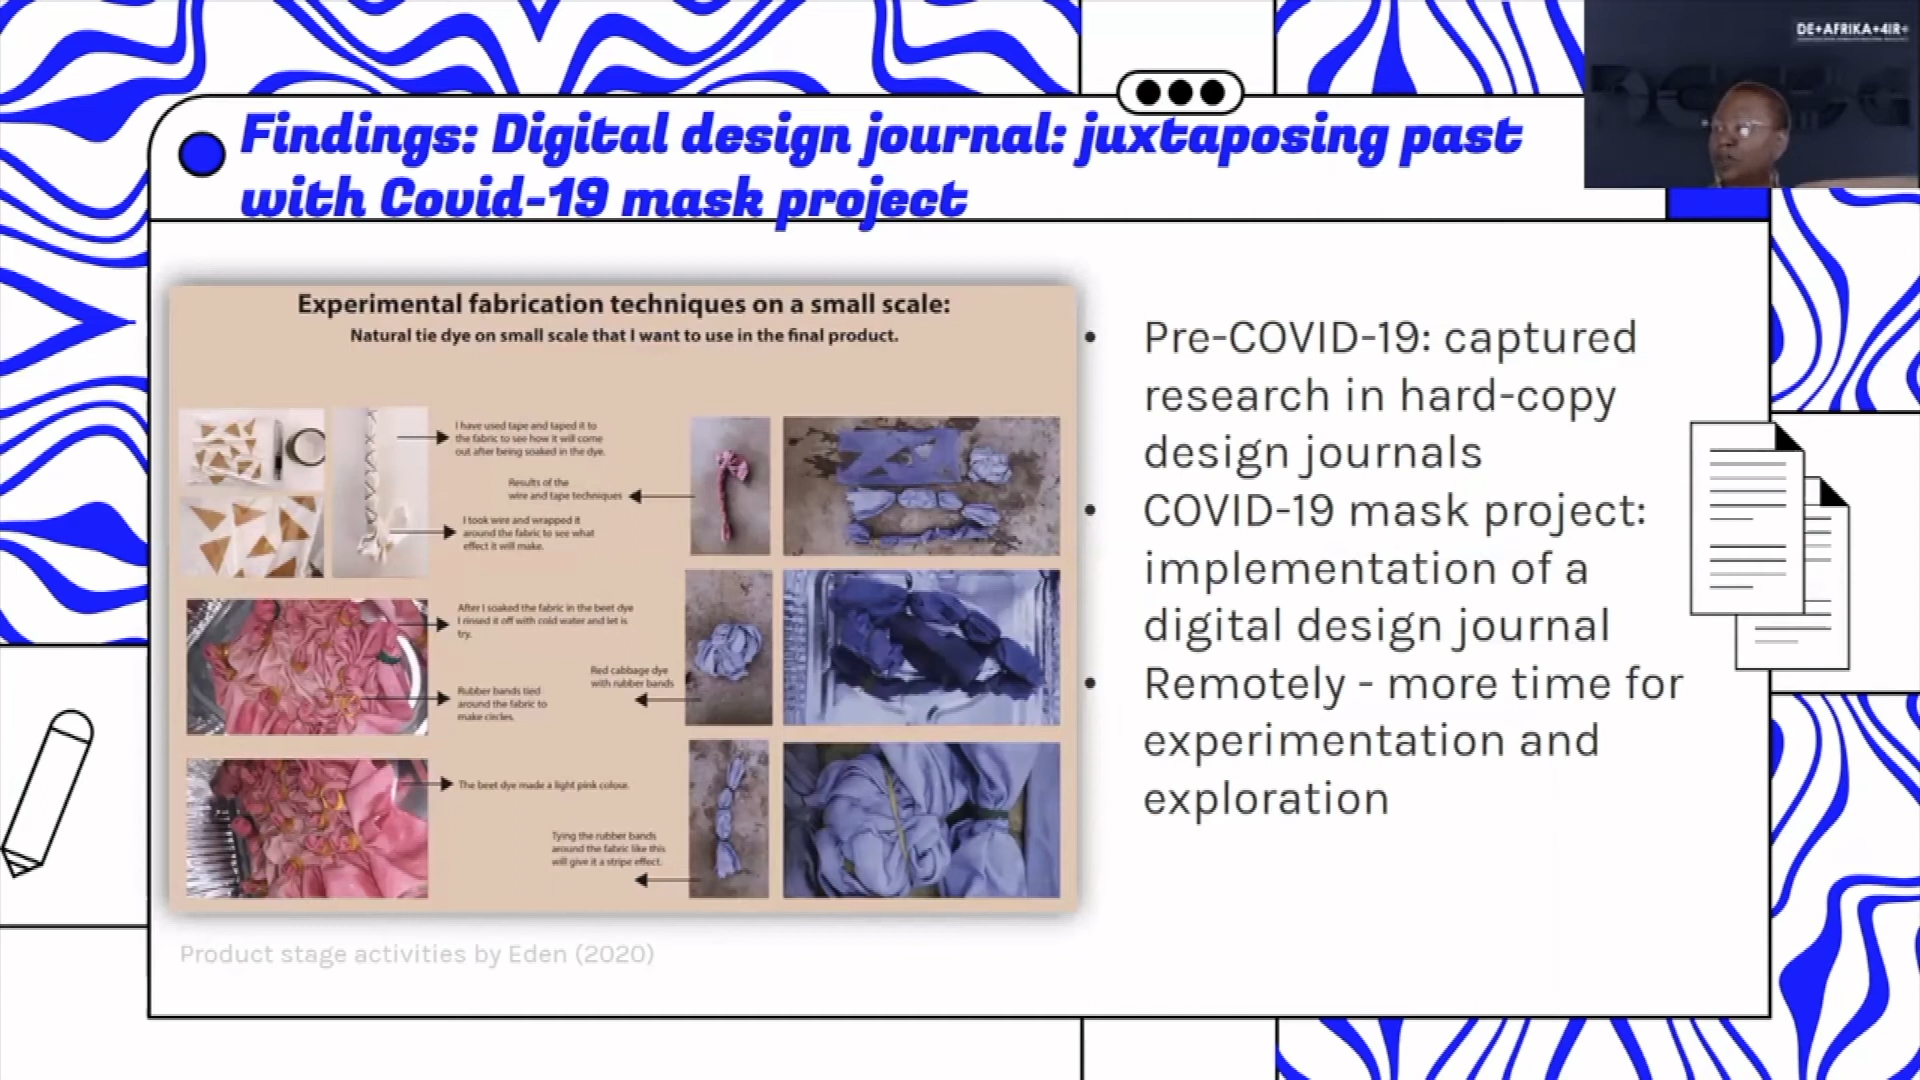 DE+AFRIKA+4IR+
Findings: Digital design journal: juxtaposing past
with Covid-19 mask project
Experimental fabrication techniques on a small scale:
Natural tie dye on small scale that I want to use in the final product.
I have used tape and taped it to
the fabric to see how it will come
out after being soaked in the dye.
Results of the
wire and tape techniques
I took wire and wrapped it
around the fabric to see what
effect it will make.
After I soaked the fabric in the beet dye
I rinsed it off with cold water and let is
try.
Red cabbage dye
with rubber bands
Rubber bands tied
around the fabric to
make circles.
The beet dye made a light pink colour.
Tying the rubber bands
around the fabric like this
will give it a stripe effect.
Product stage activities by Eden (2020)
• Pre-COVID-19: captured
research in hard-copy
design journals
• COVID-19 mask project:
implementation of a
digital design journal
• Remotely - more time for
experimentation and
exploration